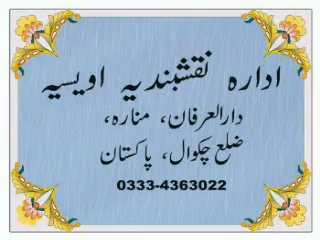 ادارہ نقشبندیہ اویسیہ
دارالعرفان، منارہ،
ضلع چکوال، پاکستان
0333-4363022